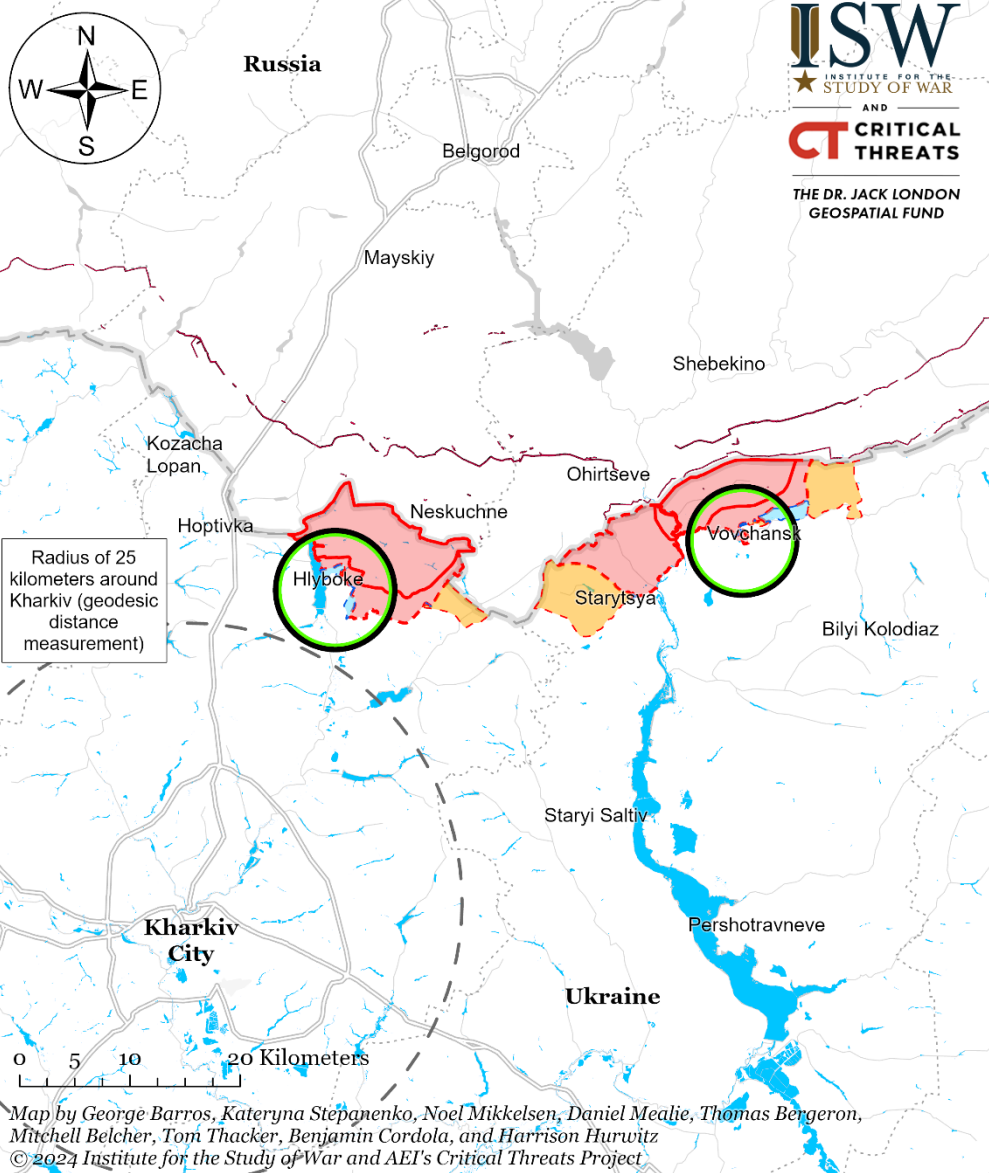 N
W
E
S
Russia
ISW
INSTITUTE FOR THE
STUDY OF WAR
AND
CT CRITICAL
THREATS
THE DR. JACK LONDON
GEOSPATIAL FUND
Belgorod
Mayskiy
Shebekino
Kozacha
Lopan
Ohirtseve
Neskuchne
Hoptivka
Vovchansk
Radius of 25
kilometers around
Kharkiv (geodesic
distance
measurement)
Hlyboke
Starytsya
Bilyi Kolodiaz
Staryi Saltiv
Pershotravneve
Kharkiv
City
Ukraine
0 5 10 20 Kilometers
Map by George Barros, Kateryna Stepanenko, Noel Mikkelsen, Daniel Mealie, Thomas Bergeron,
Mitchell Belcher, Tom Thacker, Benjamin Cordola, and Harrison Hurwitz
© 2024 Institute for the Study of War and AEI's Critical Threats Project